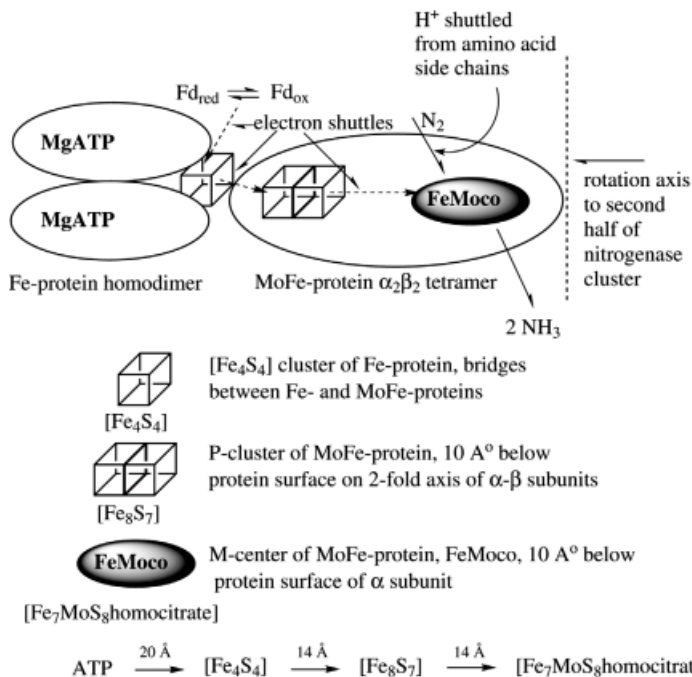 H⁺ shuttled
from amino acid
side chains
Fd_red ⇌ Fd_ox
electron shuttles
N₂
MgATP
MgATP
FeMoco
rotation axis
to second
half of
nitrogenase
cluster
Fe-protein homodimer
MoFe-protein α₂β₂ tetramer
2 NH₃
[Fe₄S₄] cluster of Fe-protein, bridges
between Fe- and MoFe-proteins
[Fe₄S₄]
P-cluster of MoFe-protein, 10 A° below
protein surface on 2-fold axis of α-β subunits
[Fe₈S₇]
FeMoco
M-center of MoFe-protein, FeMoco, 10 A° below
protein surface of α subunit
[Fe₇MoS₈homocitrate]
ATP 20 Å → [Fe₄S₄] 14 Å → [Fe₈S₇] 14 Å → [Fe₇MoS₈homocitrat